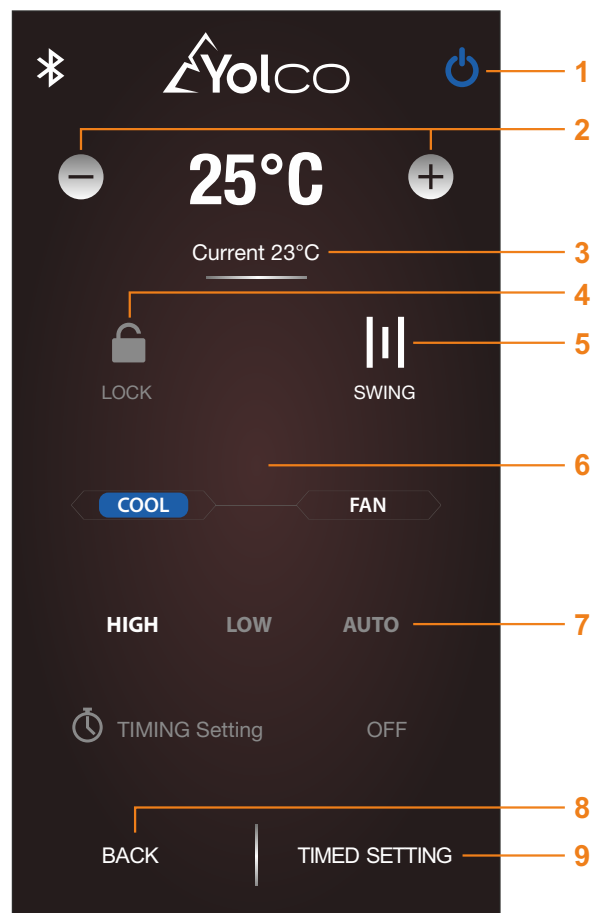 Yolco
1
2
25°C
Current 23°C
3
4
5
LOCK
SWING
6
COOL
FAN
HIGH
LOW
AUTO
7
TIMING Setting
OFF
8
BACK
TIMED SETTING
9